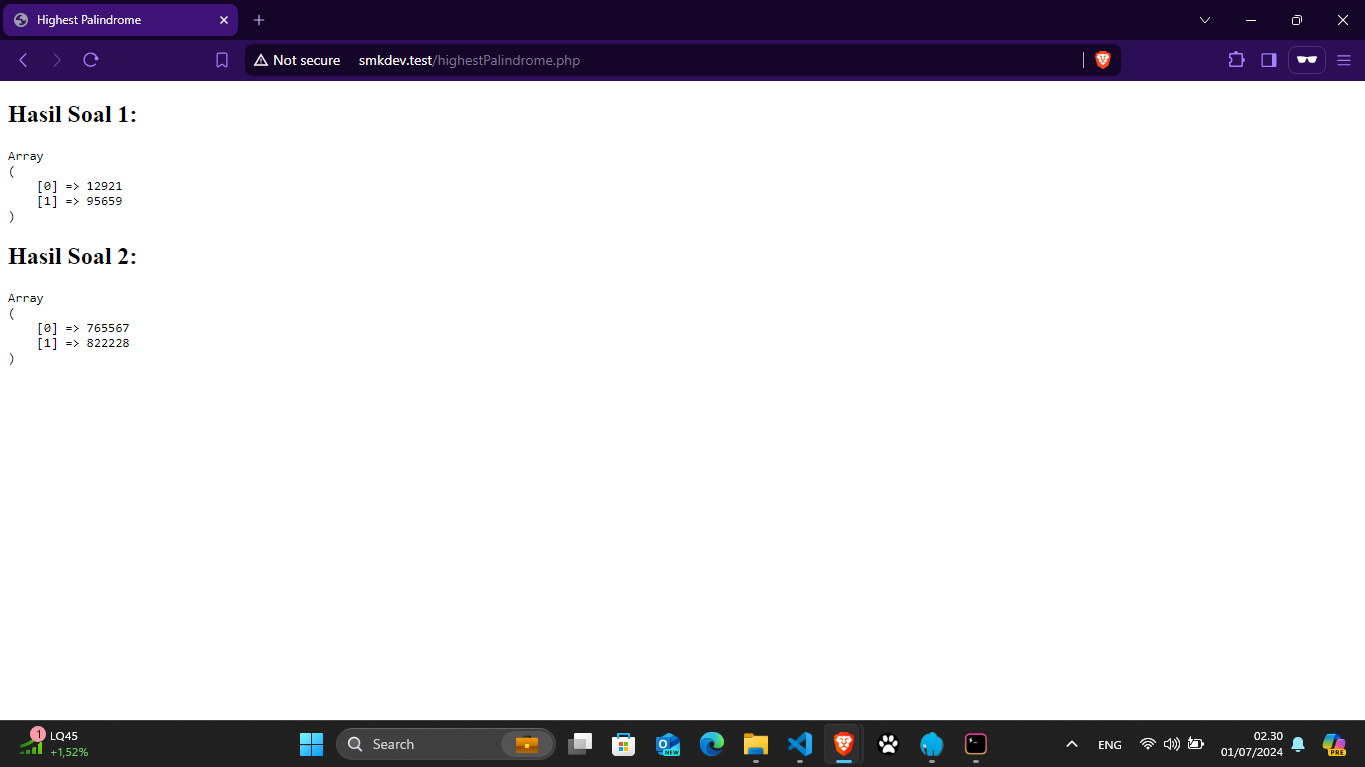 Highest Palindrome
Not secure smkdev.test/highestPalindrome.php
Hasil Soal 1:
Array
(
[0] => 12921
[1] => 95659
)
Hasil Soal 2:
Array
(
[0] => 765567
[1] => 822228
)
1
LQ45
+1,52%
Search
NEW
ENG
02.30
01/07/2024
PRE